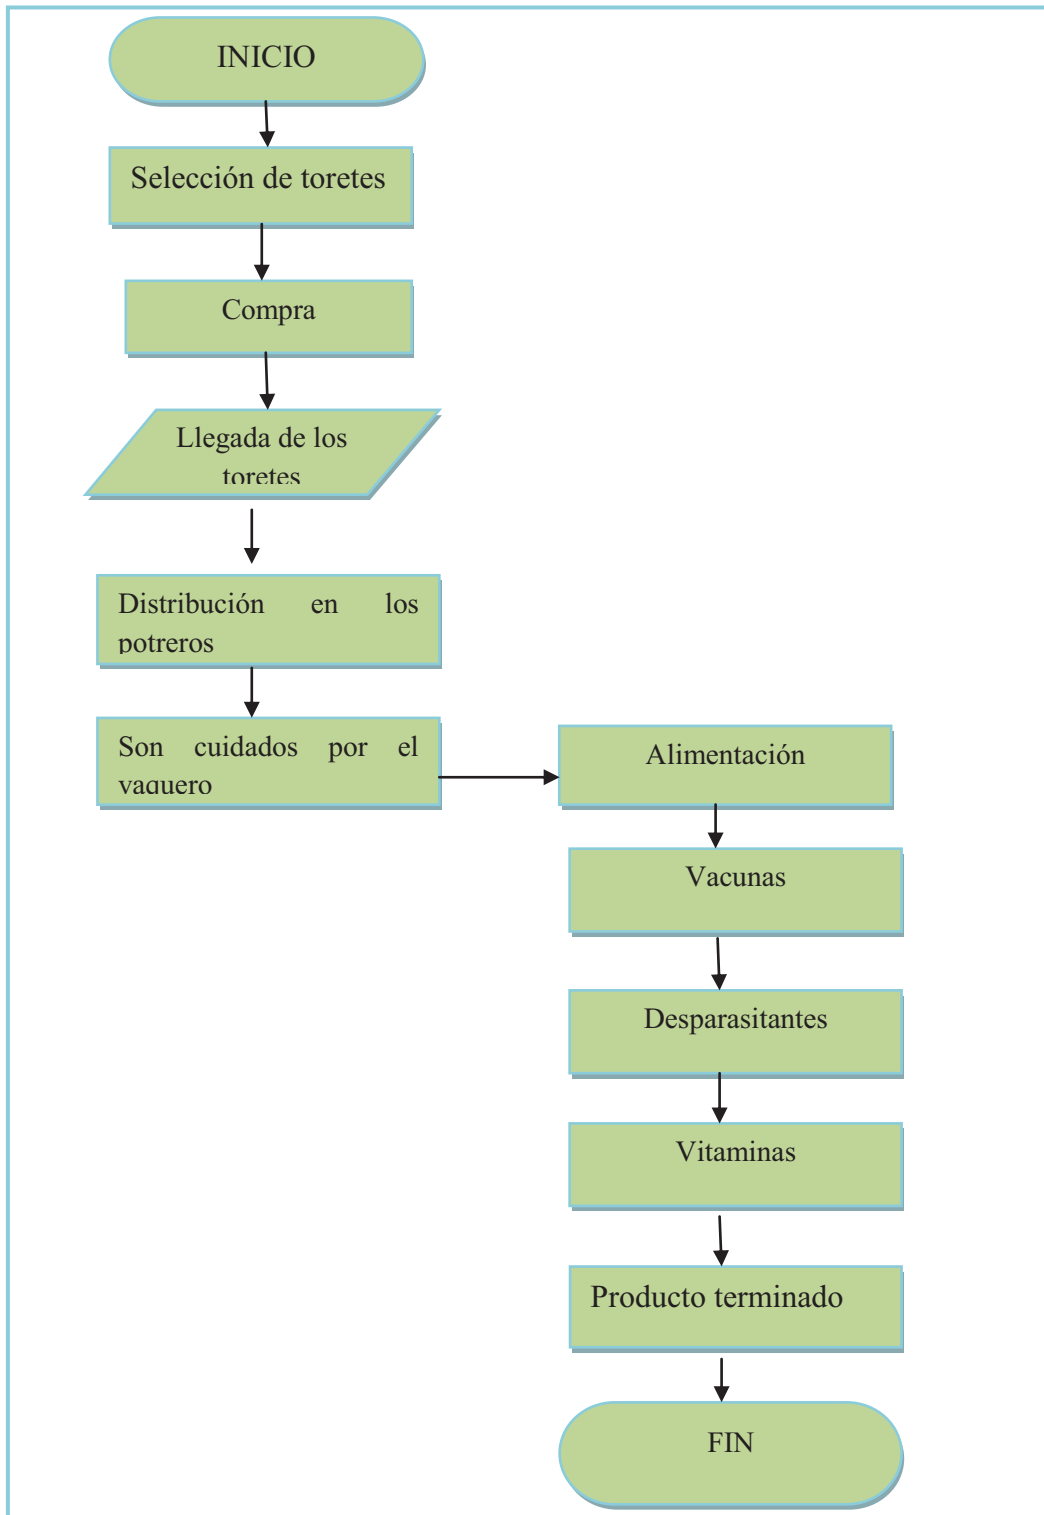 INICIO
Selección de toretes
Compra
Llegada de los
toretes
Distribución en los
potreros
Son cuidados por el
vaquero
Alimentación
Vacunas
Desparasitantes
Vitaminas
Producto terminado
FIN